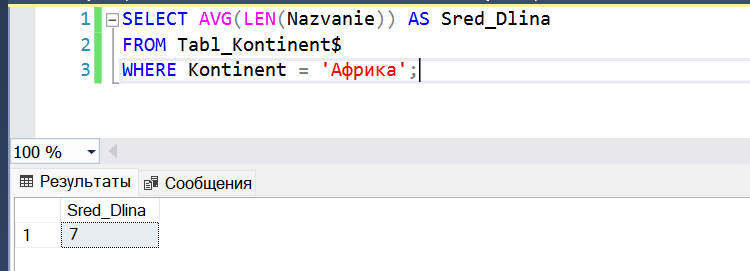 1 SELECT AVG(LEN(Nazvanie)) AS Sred_Dlina
2 FROM Tabl_Kontinent$
3 WHERE Kontinent = 'Африка';
100 %
Результаты Сообщения
Sred_Dlina
1 7